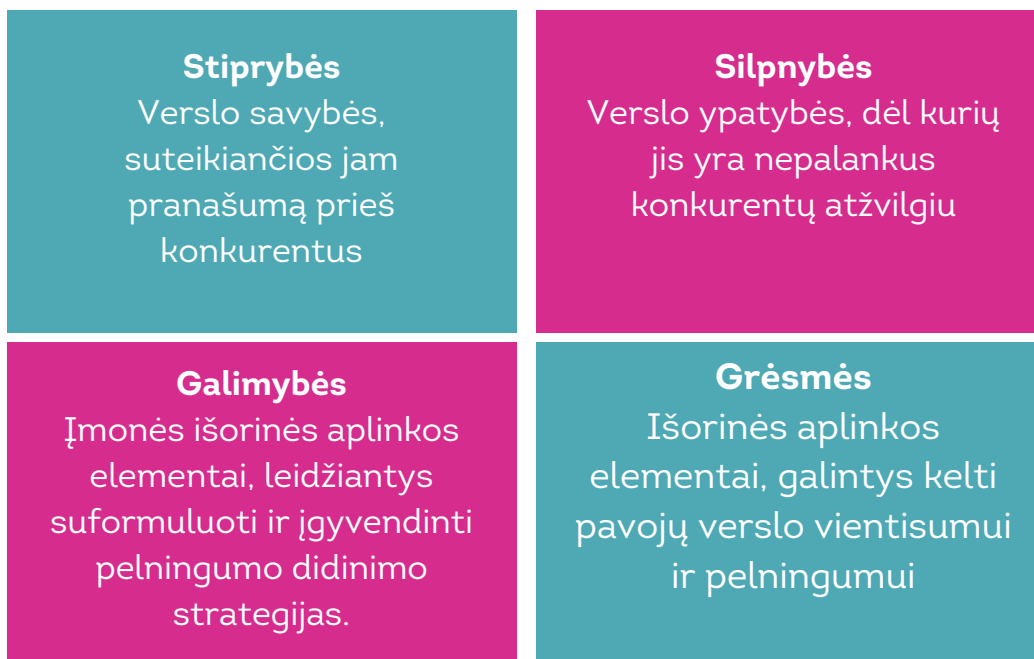 Stiprybės
Verslo savybės,
suteikiančios jam
pranašumą prieš
konkurentus
Silpnybės
Verslo ypatybės, dėl kurių
jis yra nepalankus
konkurentų atžvilgiu
Galimybės
Įmonės išorinės aplinkos
elementai, leidžiantys
suformuluoti ir įgyvendinti
pelningumo didinimo
strategijas.
Grėsmės
Išorinės aplinkos
elementai, galintys kelti
pavojų verslo vientisumui
ir pelningumui